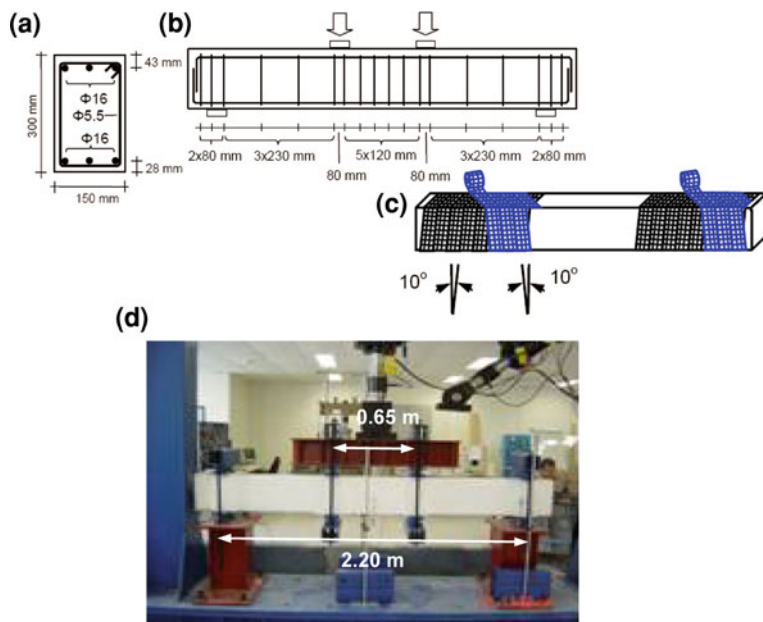 (a)
300 mm
43 mm
Φ16
Φ5.5
Φ16
28 mm
150 mm
(b)
2x80 mm
3x230 mm
80 mm
5x120 mm
80 mm
3x230 mm
2x80 mm
(c)
10°
10°
(d)
0.65 m
2.20 m